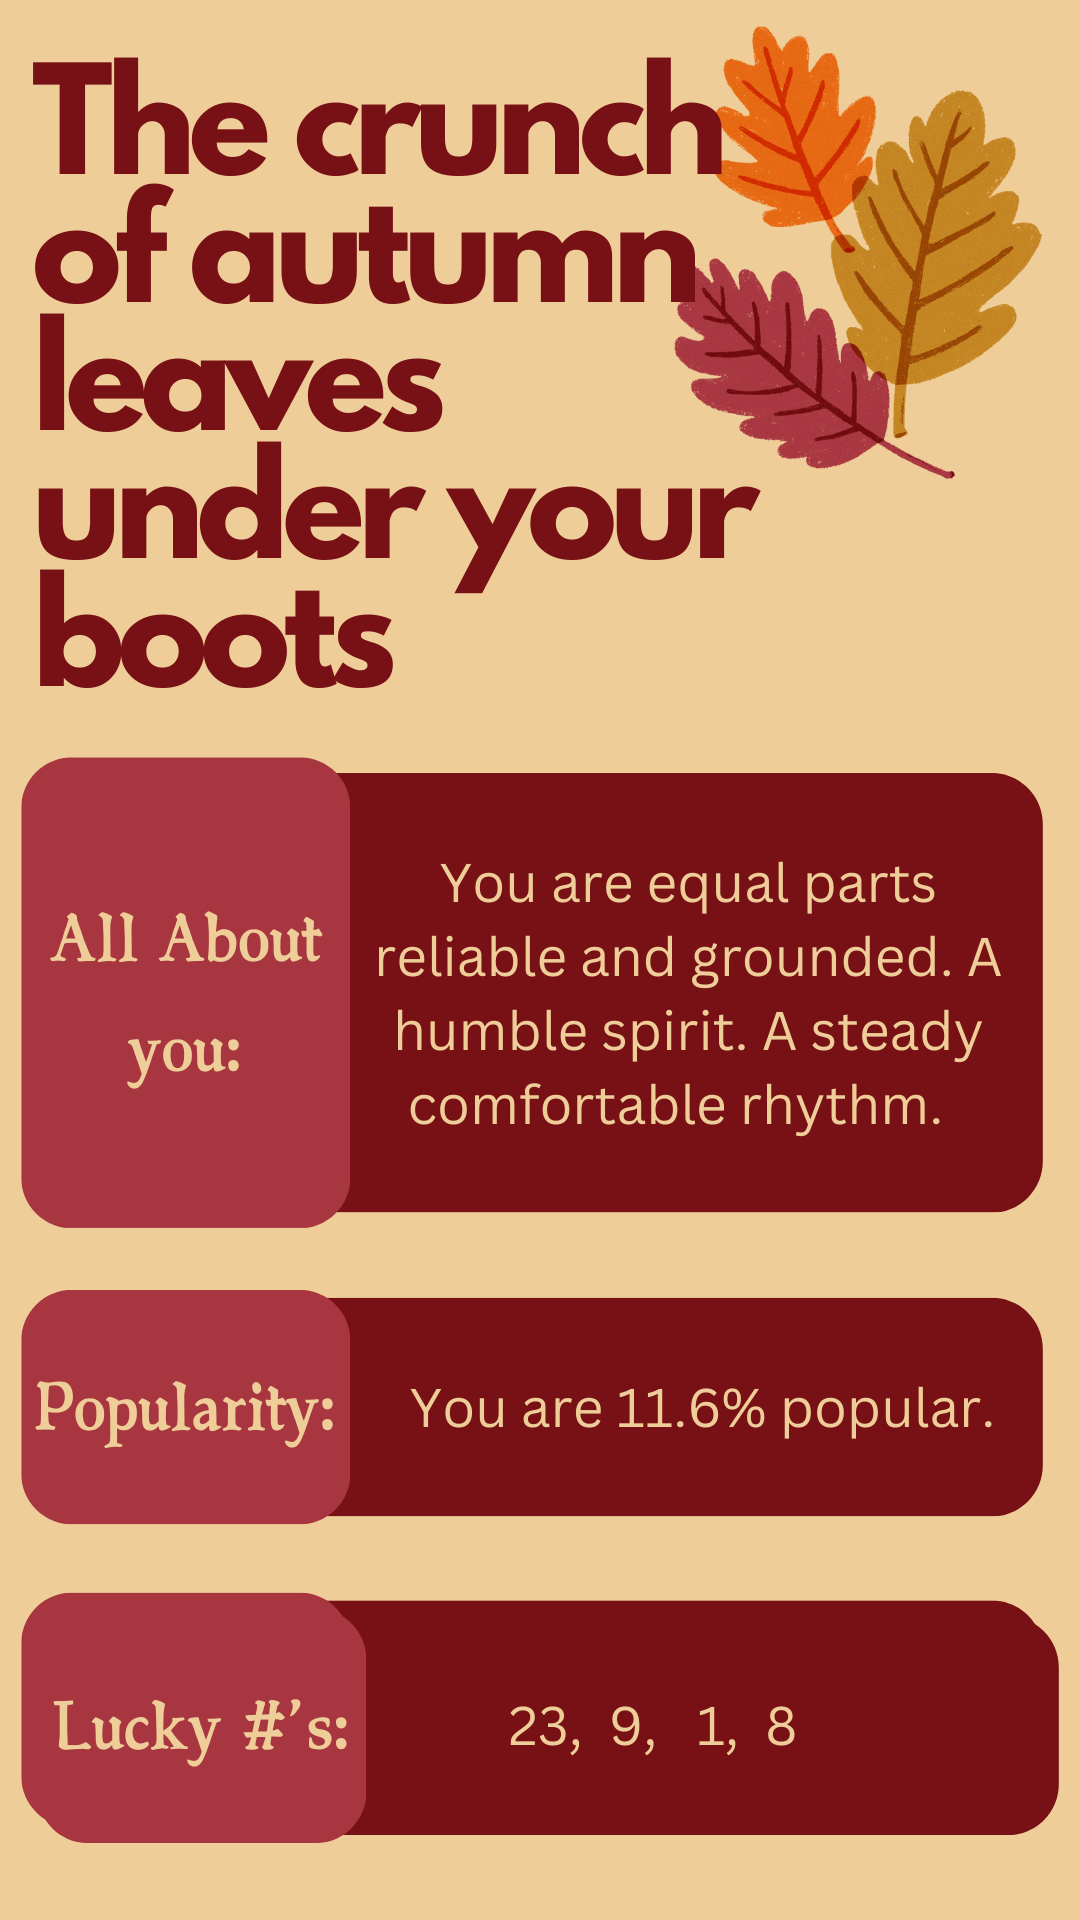 The crunch
of autumn
leaves
under your
boots
All About
you:
You are equal parts
reliable and grounded. A
humble spirit. A steady
comfortable rhythm.
Popularity:
You are 11.6% popular.
Lucky #'s:
23, 9, 1, 8